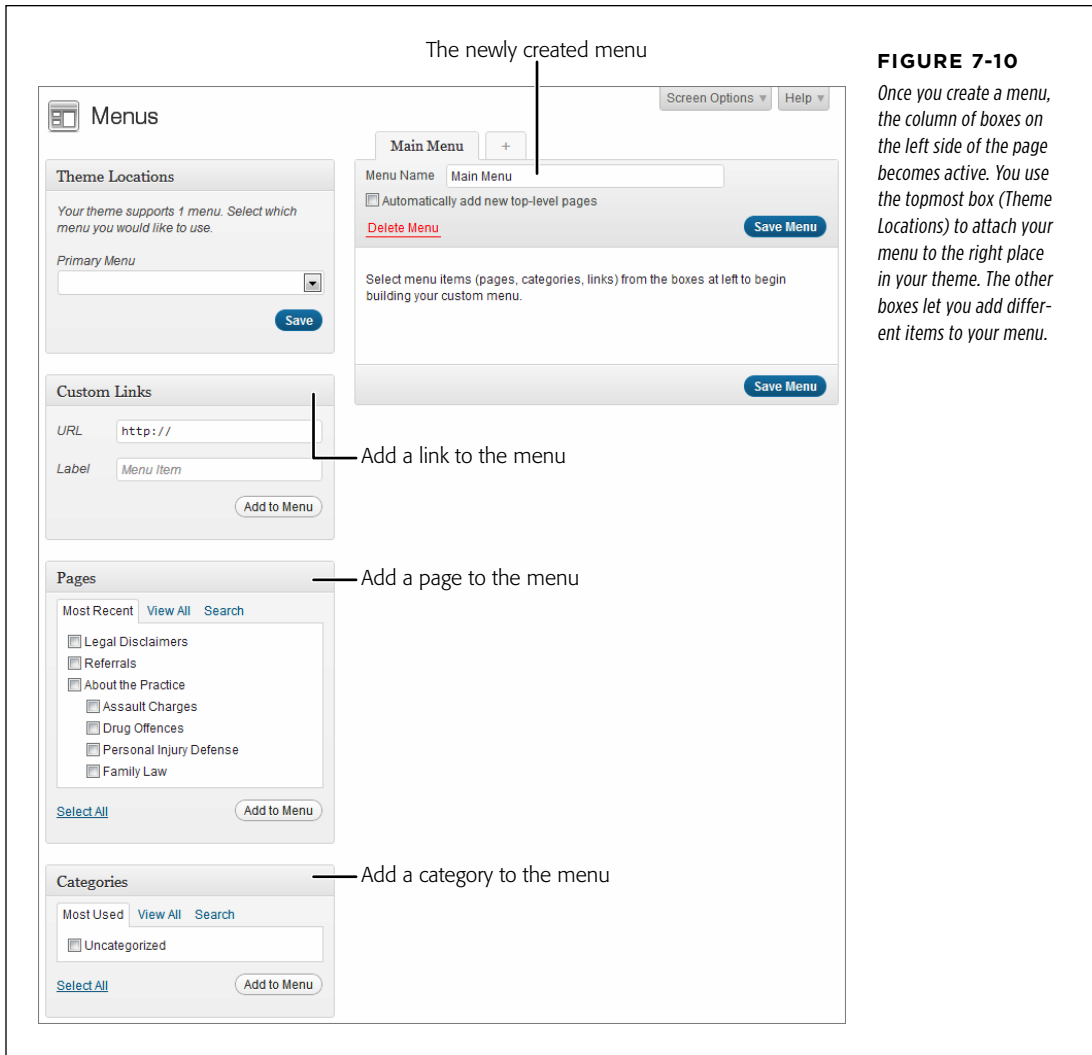 The newly created menu
Menus
Screen Options
Help
Main Menu
+
Menu Name
Main Menu
Automatically add new top-level pages
Delete Menu
Save Menu
Select menu items (pages, categories, links) from the boxes at left to begin
building your custom menu.
Save Menu
Theme Locations
Your theme supports 1 menu. Select which
menu you would like to use.
Primary Menu
Save
Custom Links
URL
http://
Label
Menu Item
Add to Menu
Add a link to the menu
Pages
Add a page to the menu
Most Recent View All Search
Legal Disclaimers
Referrals
About the Practice
Assault Charges
Drug Offences
Personal Injury Defense
Family Law
Select All
Add to Menu
Categories
Add a category to the menu
Most Used View All Search
Uncategorized
Select All
Add to Menu
FIGURE 7-10
Once you create a menu,
the column of boxes on
the left side of the page
becomes active. You use
the topmost box (Theme
Locations) to attach your
menu to the right place
in your theme. The other
boxes let you add differ-
ent items to your menu.